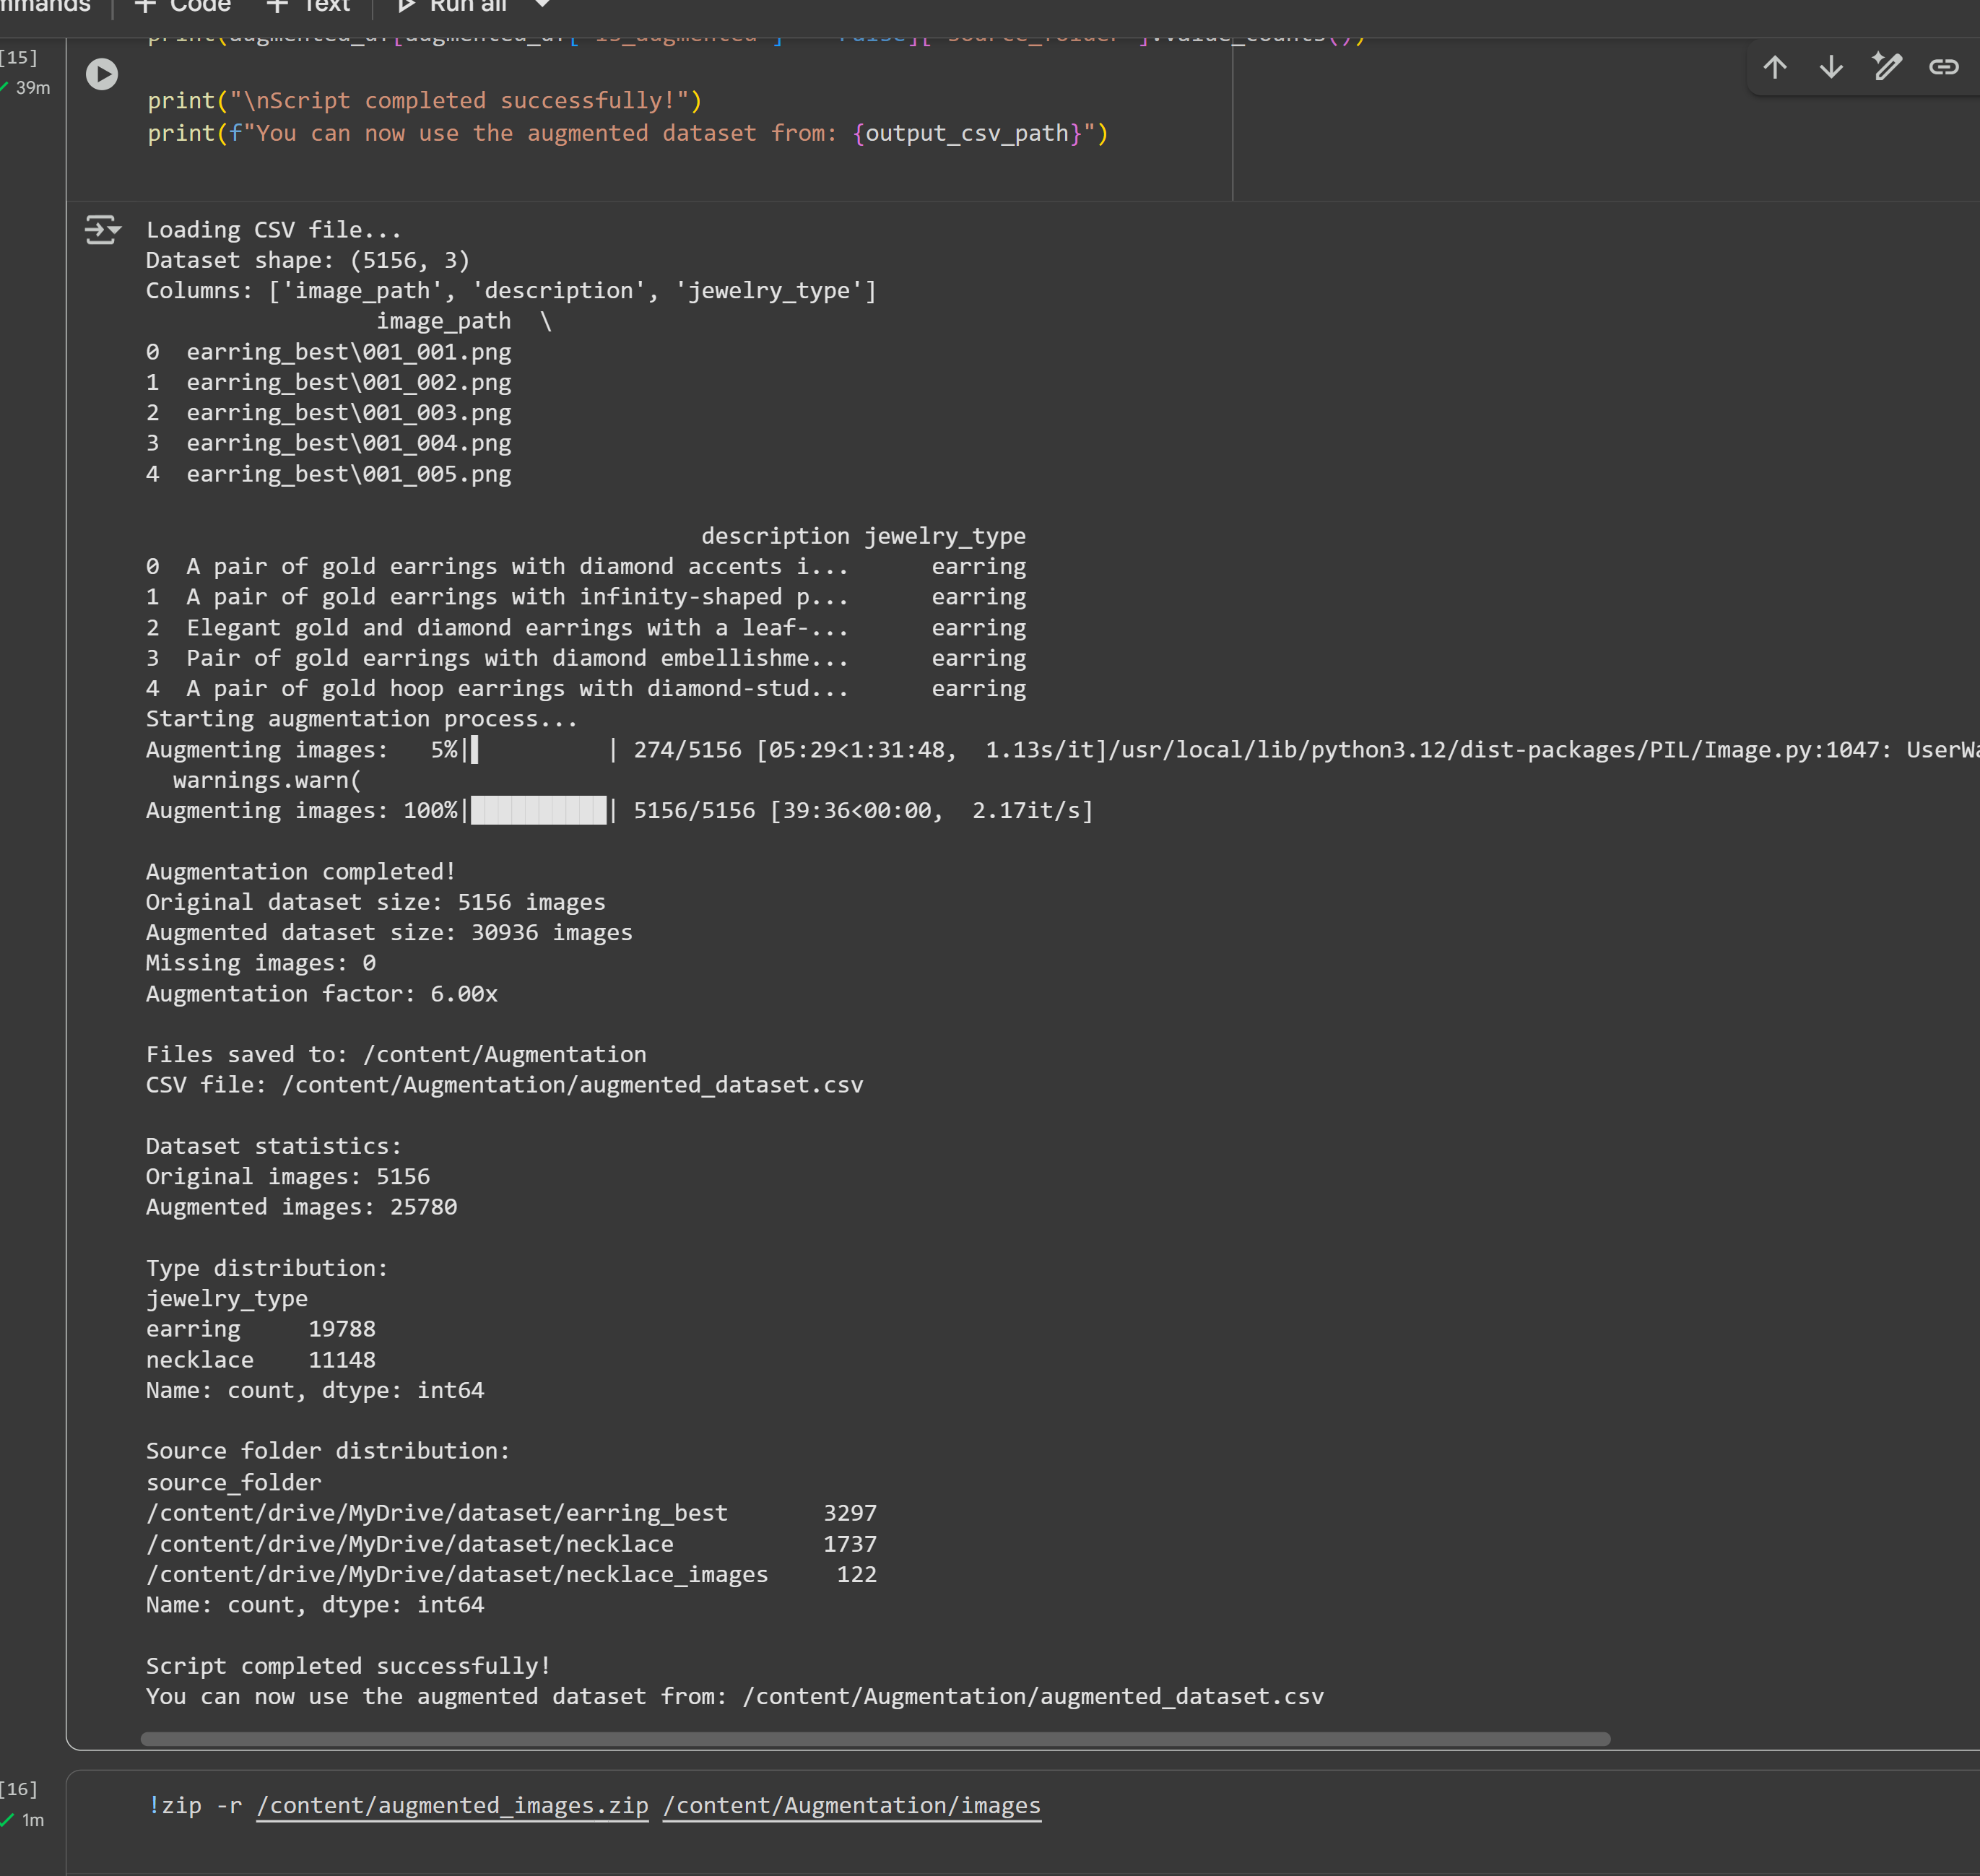 + Code + Text Run all
[15]
39m
print("\nScript completed successfully!")
print(f"You can now use the augmented dataset from: {output_csv_path}")
Loading CSV file...
Dataset shape: (5156, 3)
Columns: ['image_path', 'description', 'jewelry_type']
image_path \
0 earring_best\001_001.png
1 earring_best\001_002.png
2 earring_best\001_003.png
3 earring_best\001_004.png
4 earring_best\001_005.png
description jewelry_type
0 A pair of gold earrings with diamond accents i... earring
1 A pair of gold earrings with infinity-shaped p... earring
2 Elegant gold and diamond earrings with a leaf-... earring
3 Pair of gold earrings with diamond embellishme... earring
4 A pair of gold hoop earrings with diamond-stud... earring
Starting augmentation process...
Augmenting images: 5%|▌ | 274/5156 [05:29<1:31:48, 1.13s/it]/usr/local/lib/python3.12/dist-packages/PIL/Image.py:1047:
warnings.warn(
Augmenting images: 100%|██████████| 5156/5156 [39:36<00:00, 2.17it/s]
Augmentation completed!
Original dataset size: 5156 images
Augmented dataset size: 30936 images
Missing images: 0
Augmentation factor: 6.00x
Files saved to: /content/Augmentation
CSV file: /content/Augmentation/augmented_dataset.csv
Dataset statistics:
Original images: 5156
Augmented images: 25780
Type distribution:
jewelry_type
earring 19788
necklace 11148
Name: count, dtype: int64
Source folder distribution:
source_folder
/content/drive/MyDrive/dataset/earring_best 3297
/content/drive/MyDrive/dataset/necklace 1737
/content/drive/MyDrive/dataset/necklace_images 122
Name: count, dtype: int64
Script completed successfully!
You can now use the augmented dataset from: /content/Augmentation/augmented_dataset.csv
[16]
!zip -r /content/augmented_images.zip /content/Augmentation/images
1m